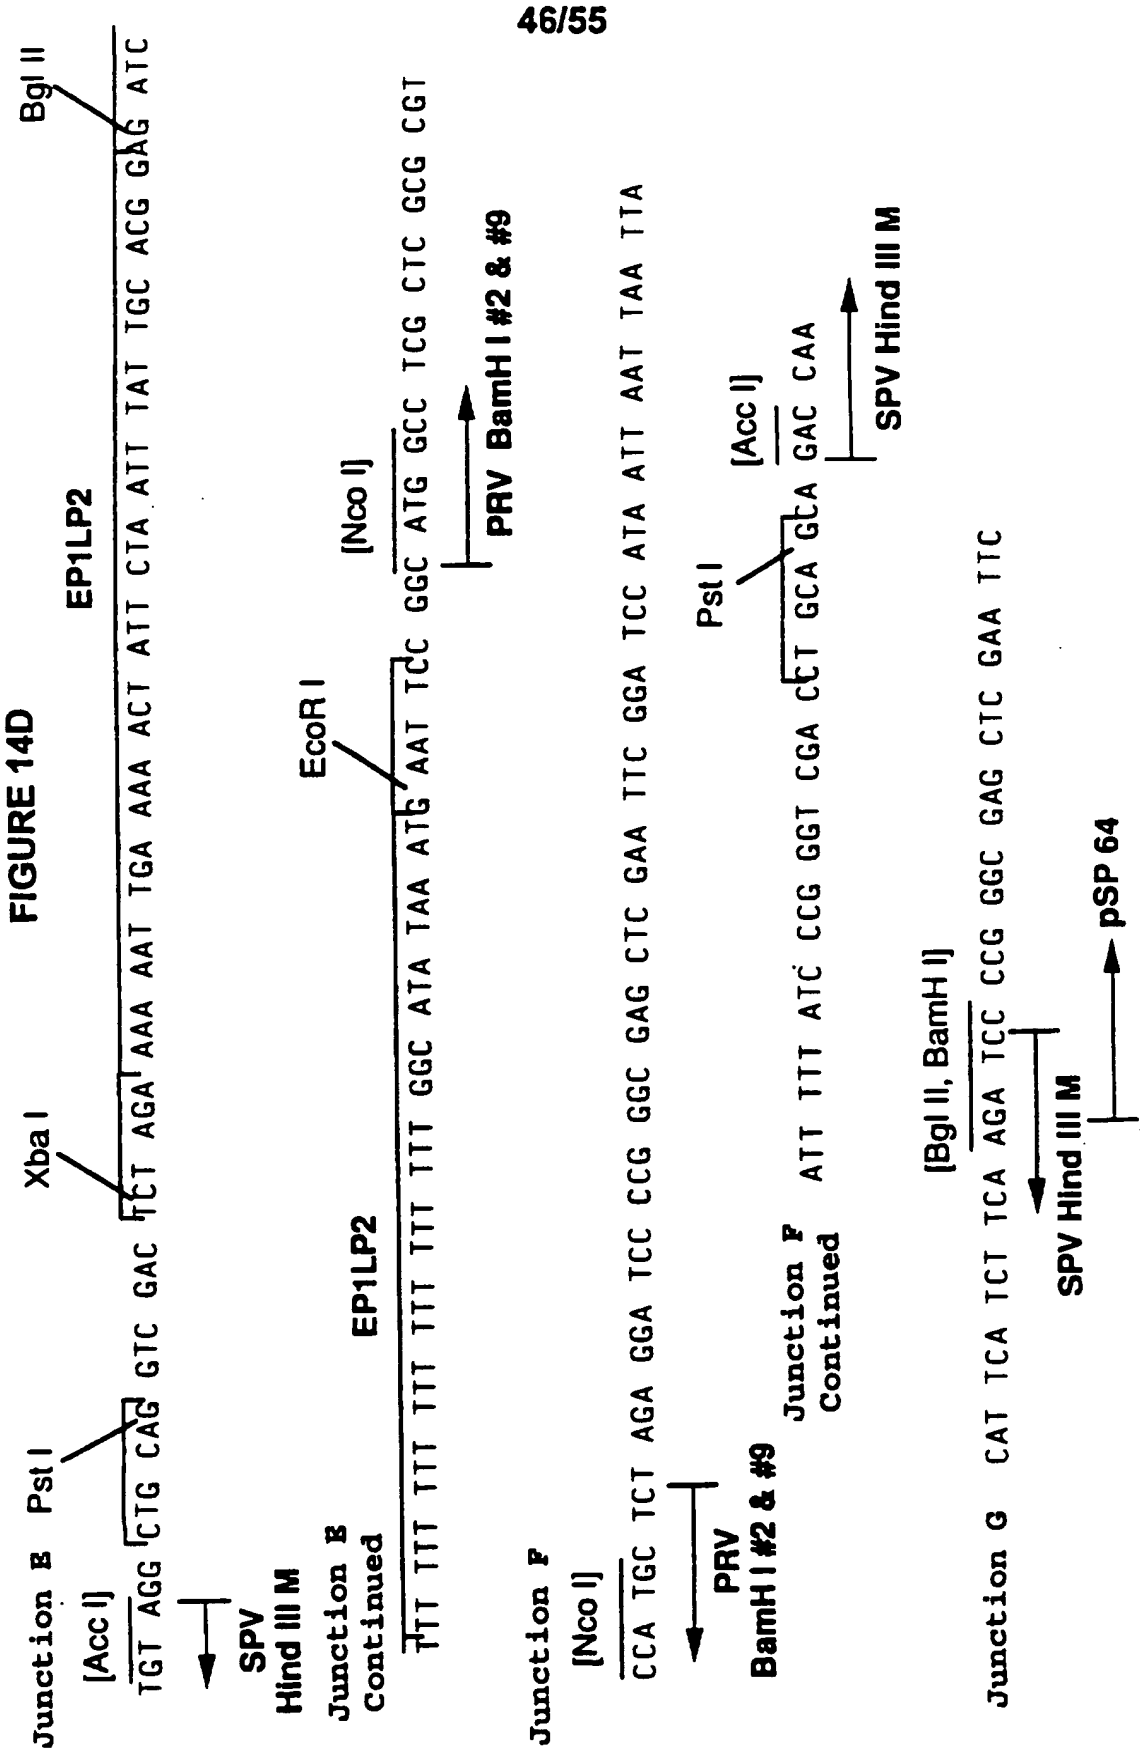 46/55
FIGURE 14D
Junction E
Pst I
Xba I
EP1LP2
Bgl II
[Acc I]
TGT AGG CTG CAG GTC GAC TCT AGA AAA AAT TGA AAA ACT ATT CTA ATT TAT TGC ACG GAG ATC
SPV
Hind III M
Junction E
Continued
EP1LP2
EcoR I
[Nco I]
TTT TTT TTT TTT TTT TTT TTT GGC ATA TAA ATG AAT TCC GGC ATG GCC TCG CTC GCG CGT
PRV BamH I #2 & #9
Junction F
[Nco I]
CCA TGC TCT AGA GGA TCC CCG GGC GAG CTC GAA TTC GGA TCC ATA ATT AAT TAA TTA
PRV
BamH I #2 & #9
Junction F
Continued
Pst I
[Acc I]
ATT TTT ATC CCG GGT CGA CCT GCA GCA GAC CAA
SPV Hind III M
Junction G
[Bgl II, BamH I]
CAT TCA TCT TCA AGA TCC CCG GGC GAG CTC GAA TTC
SPV Hind III M
pSP 64